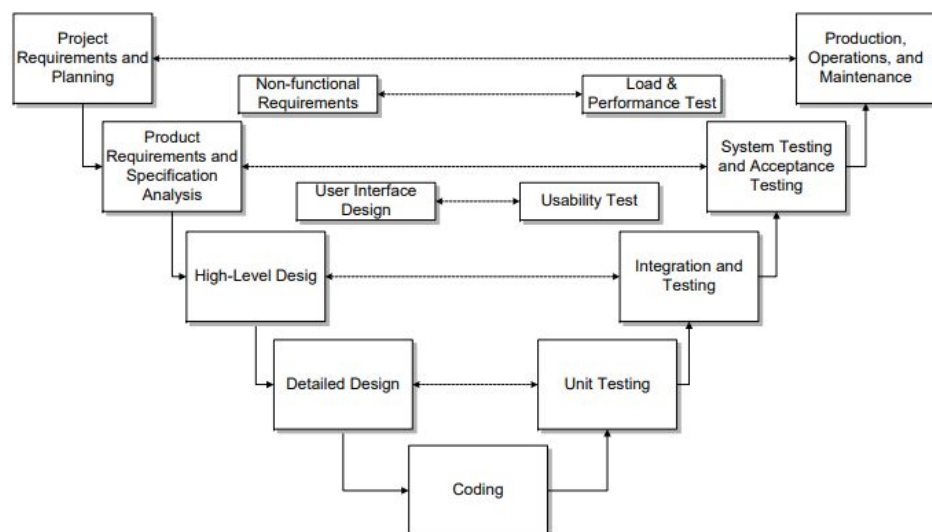 Project
Requirements and
Planning
Production,
Operations, and
Maintenance
Non-functional
Requirements
Load &
Performance Test
Product
Requirements and
Specification
Analysis
System Testing
and Acceptance
Testing
User Interface
Design
Usability Test
High-Level Desig
Integration and
Testing
Detailed Design
Unit Testing
Coding